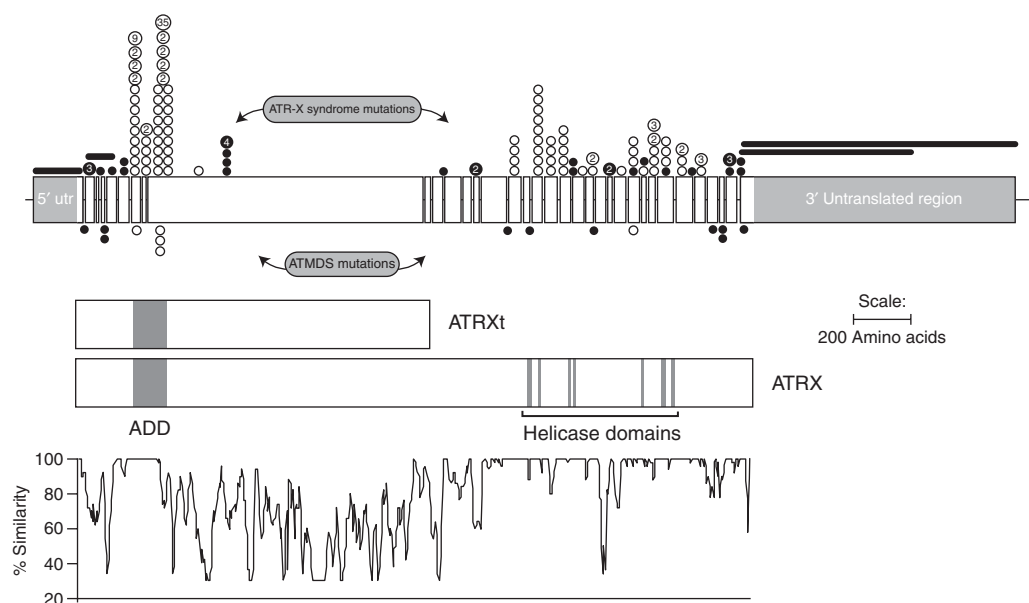 35
9
2
2
2
2
2
2
2
2
ATR-X syndrome mutations
4
3
2
3
2
2
2
2
3
3
5′ utr
3′ Untranslated region
ATMDS mutations
Scale:
200 Amino acids
ATRXt
ATRX
ADD
Helicase domains
% Similarity
100
80
60
40
20